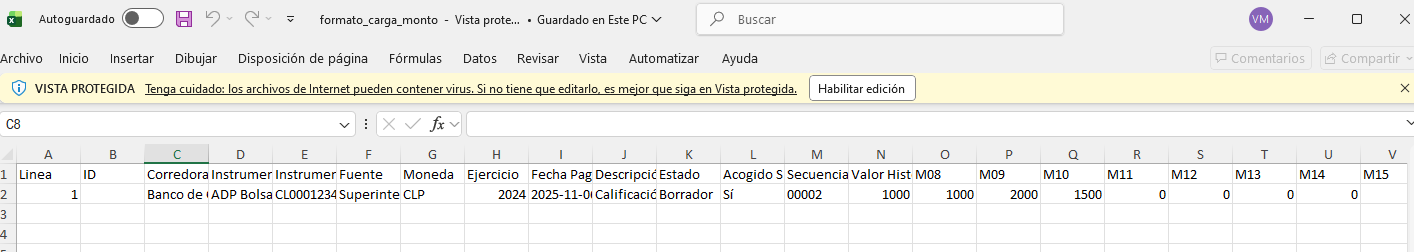 Autoguardado formato_carga_monto - Vista prote... • Guardado en Este PC Buscar VM
Archivo Inicio Insertar Dibujar Disposición de página Fórmulas Datos Revisar Vista Automatizar Ayuda Comentarios Compartir
VISTA PROTEGIDA Tenga cuidado: los archivos de Internet pueden contener virus. Si no tiene que editarlo, es mejor que siga en Vista protegida. Habilitar edición
C8 fx
A B C D E F G H I J K L M N O P Q R S T U V
1 Línea ID Corredora Instrumer Instrumer Fuente Moneda Ejercicio Fecha Pag Descripció Estado Acogido S Secuencia Valor Hist M08 M09 M10 M11 M12 M13 M14 M15
2 1 Banco de ADP Bolsa CL0001234 Superinte CLP 2024 2025-11-0 Calificació Borrador Sí 00002 1000 1000 2000 1500 0 0 0 0
3
4
5